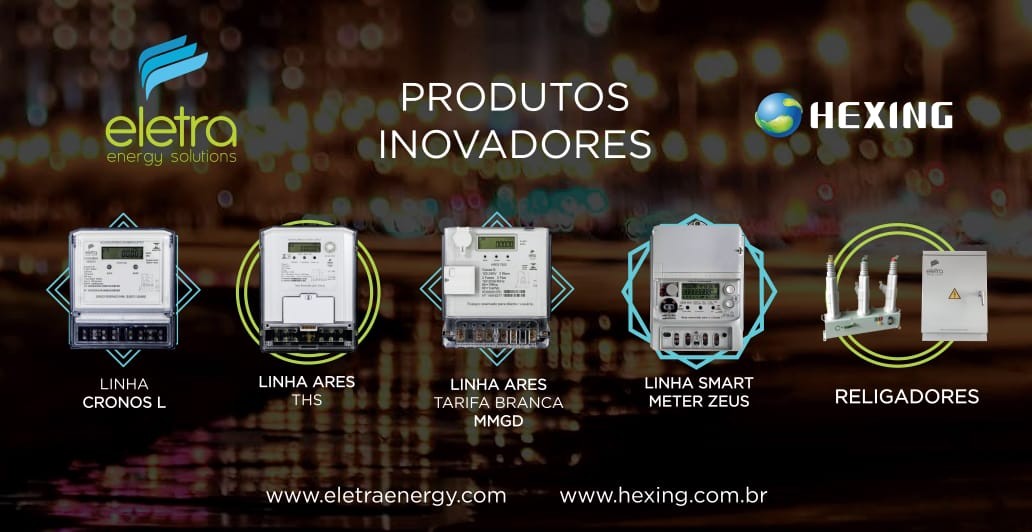 eletra
energy solutions
PRODUTOS
INOVADORES
HEXING
LINHA
CRONOS L
LINHA ARES
THS
LINHA ARES
TARIFA BRANCA
MMGD
LINHA SMART
METER ZEUS
RELIGADORES
www.eletraenergy.com
www.hexing.com.br